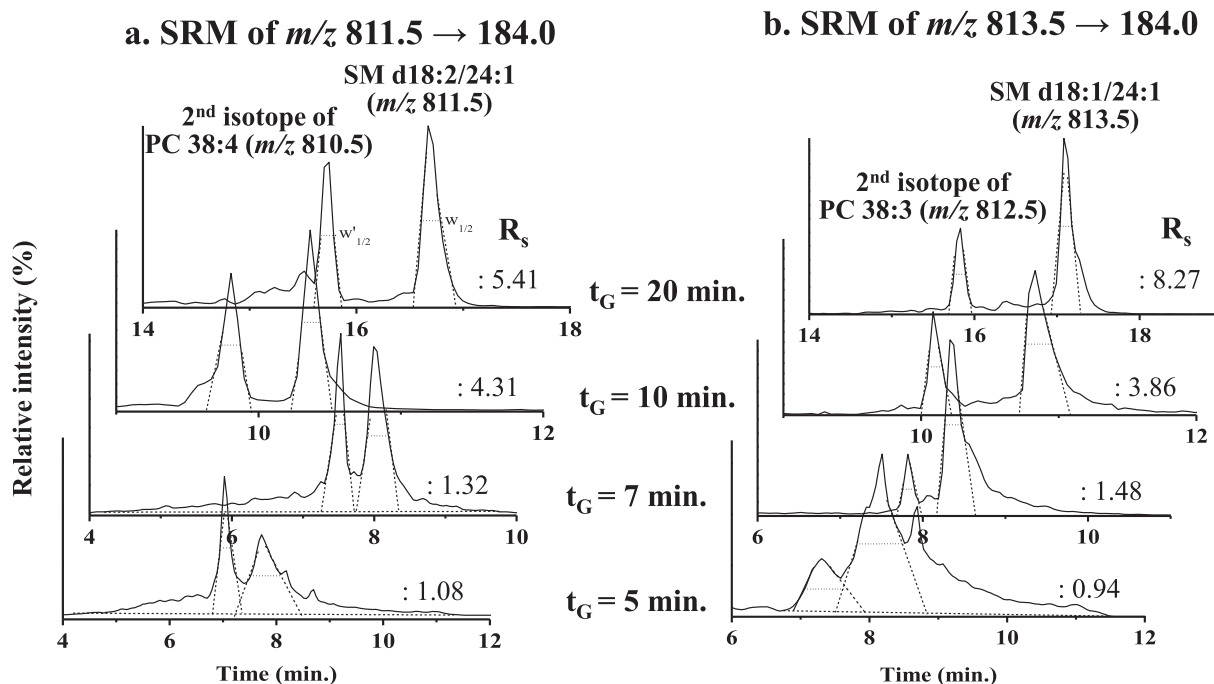 a. SRM of m/z 811.5 → 184.0
SM d18:2/24:1
(m/z 811.5)
2nd isotope of
PC 38:4 (m/z 810.5)
w'1/2
w1/2
Rs
: 5.41
14 16 18
: 4.31
10 12
: 1.32
4 6 8 10
: 1.08
4 6 8 10 12
Time (min.)
Relative intensity (%)
tG = 20 min.
tG = 10 min.
tG = 7 min.
tG = 5 min.
b. SRM of m/z 813.5 → 184.0
SM d18:1/24:1
(m/z 813.5)
2nd isotope of
PC 38:3 (m/z 812.5)
Rs
: 8.27
14 16 18
: 3.86
10 12
: 1.48
6 8 10
: 0.94
6 8 10 12
Time (min.)